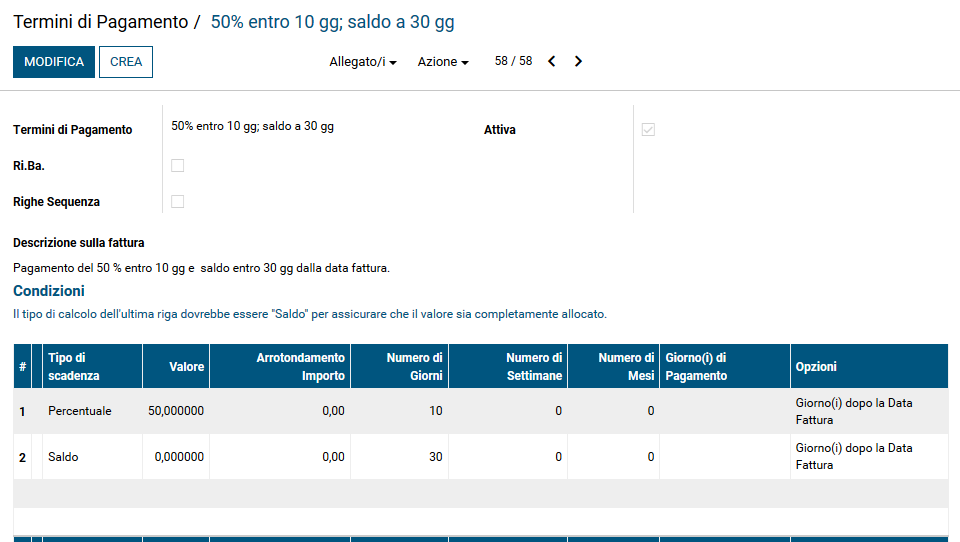 Termini di Pagamento / 50% entro 10 gg; saldo a 30 gg
MODIFICA CREA Allegato/i Azione 58 / 58
Termini di Pagamento 50% entro 10 gg; saldo a 30 gg Attiva
Ri.Ba.
Righe Sequenza
Descrizione sulla fattura
Pagamento del 50 % entro 10 gg e saldo entro 30 gg dalla data fattura.
Condizioni
Il tipo di calcolo dell'ultima riga dovrebbe essere "Saldo" per assicurare che il valore sia completamente allocato.
# Tipo di scadenza Valore Arrotondamento Importo Numero di Giorni Numero di Settimane Numero di Mesi Giorno(i) di Pagamento Opzioni
1 Percentuale 50,000000 0,00 10 0 0 Giorno(i) dopo la Data Fattura
2 Saldo 0,000000 0,00 30 0 0 Giorno(i) dopo la Data Fattura